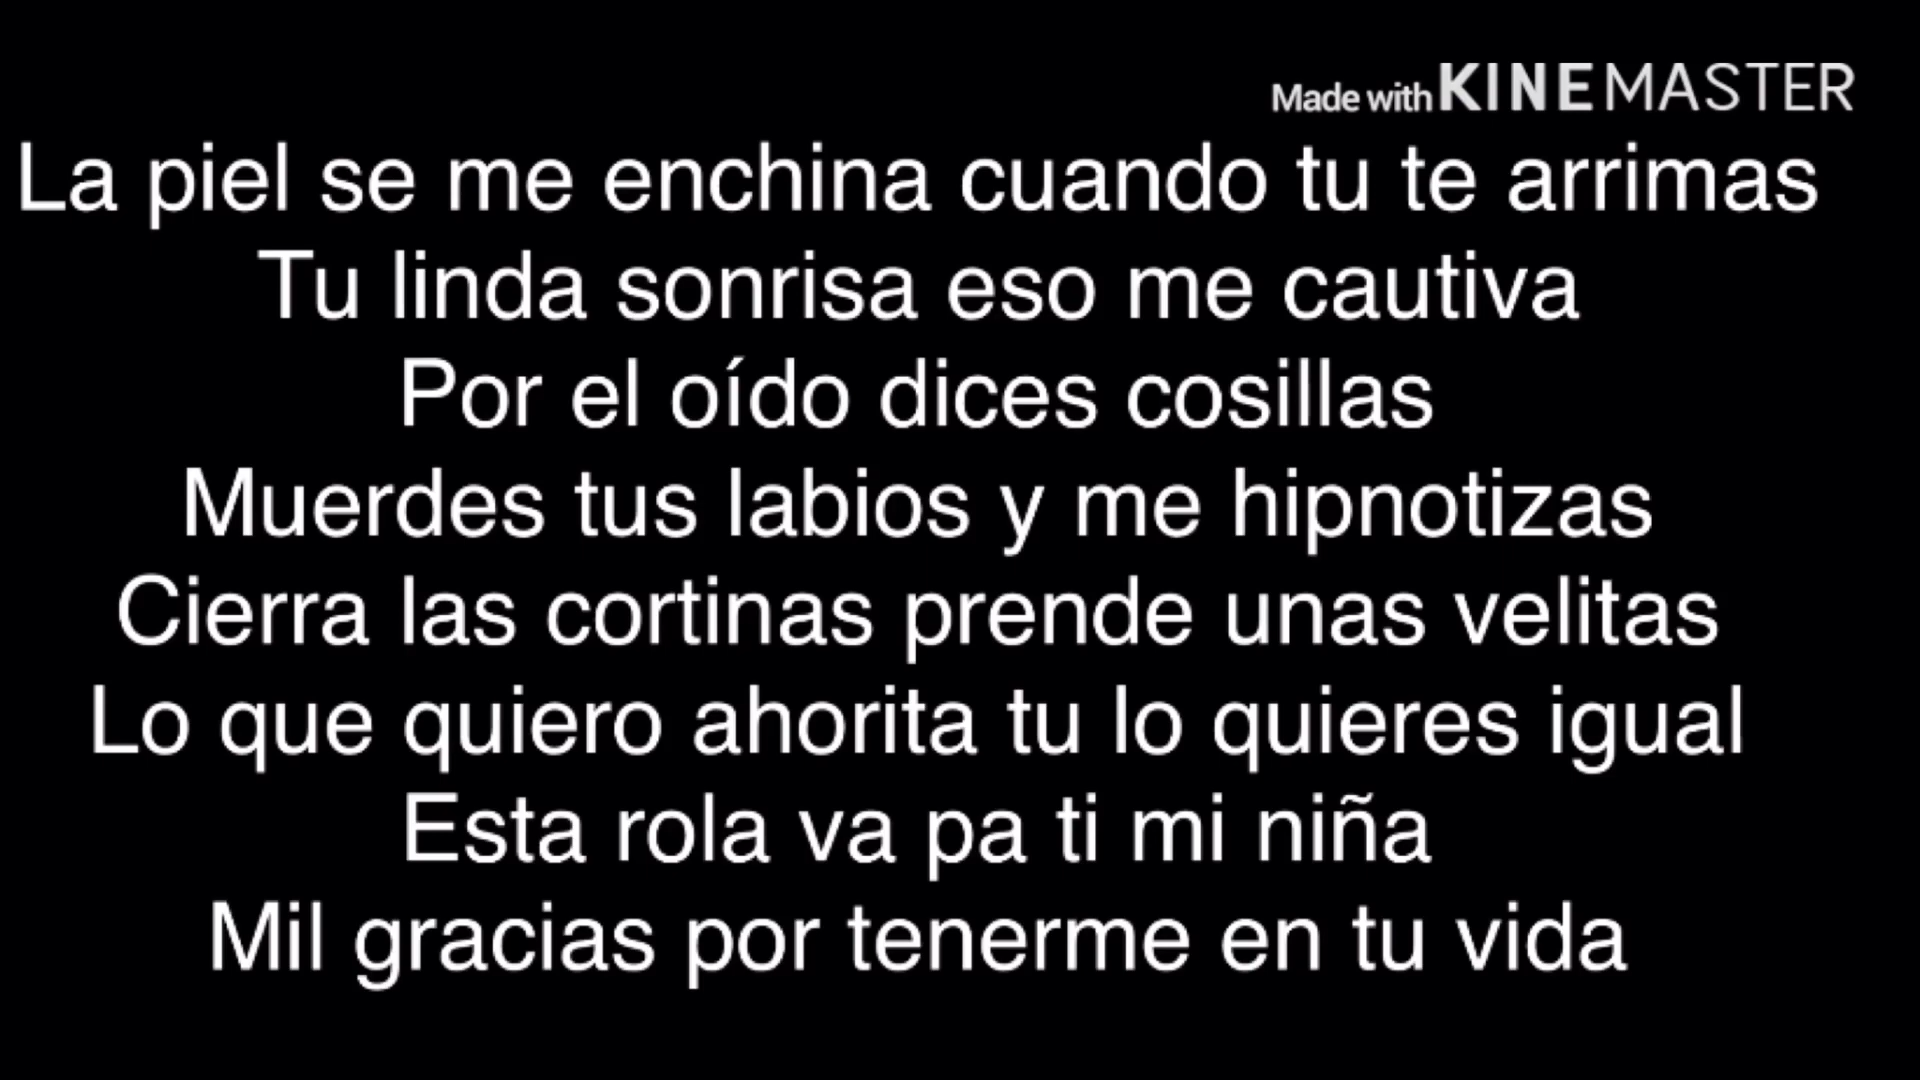 Made with KINEMASTER
La piel se me enchina cuando tu te arrimas
Tu linda sonrisa eso me cautiva
Por el oído dices cosillas
Muerdes tus labios y me hipnotizas
Cierra las cortinas prende unas velitas
Lo que quiero ahorita tu lo quieres igual
Esta rola va pa ti mi niña
Mil gracias por tenerme en tu vida